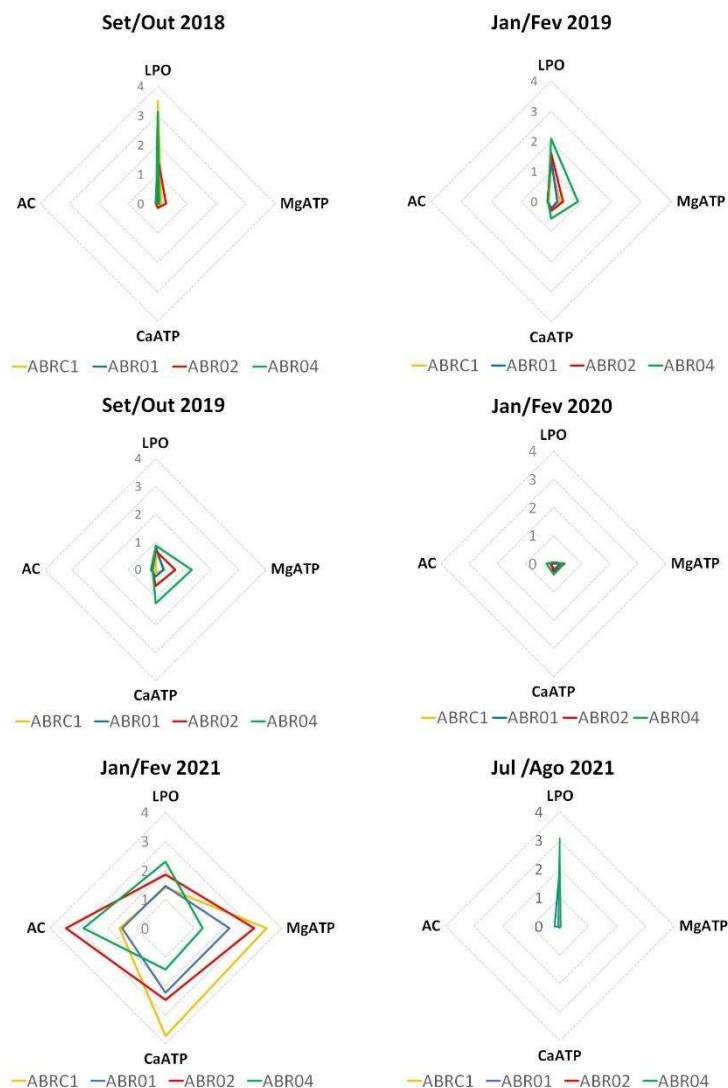 Set/Out 2018
LPO
4
3
2
1
0
AC
MgATP
CaATP
ABRC1 ABR01 ABR02 ABR04
Jan/Fev 2019
LPO
4
3
2
1
0
AC
MgATP
CaATP
ABRC1 ABR01 ABR02 ABR04
Set/Out 2019
LPO
4
3
2
1
0
AC
MgATP
CaATP
ABRC1 ABR01 ABR02 ABR04
Jan/Fev 2020
LPO
4
3
2
1
0
AC
MgATP
CaATP
ABRC1 ABR01 ABR02 ABR04
Jan/Fev 2021
LPO
4
3
2
1
0
AC
MgATP
CaATP
ABRC1 ABR01 ABR02 ABR04
Jul /Ago 2021
LPO
4
3
2
1
0
AC
MgATP
CaATP
ABRC1 ABR01 ABR02 ABR04